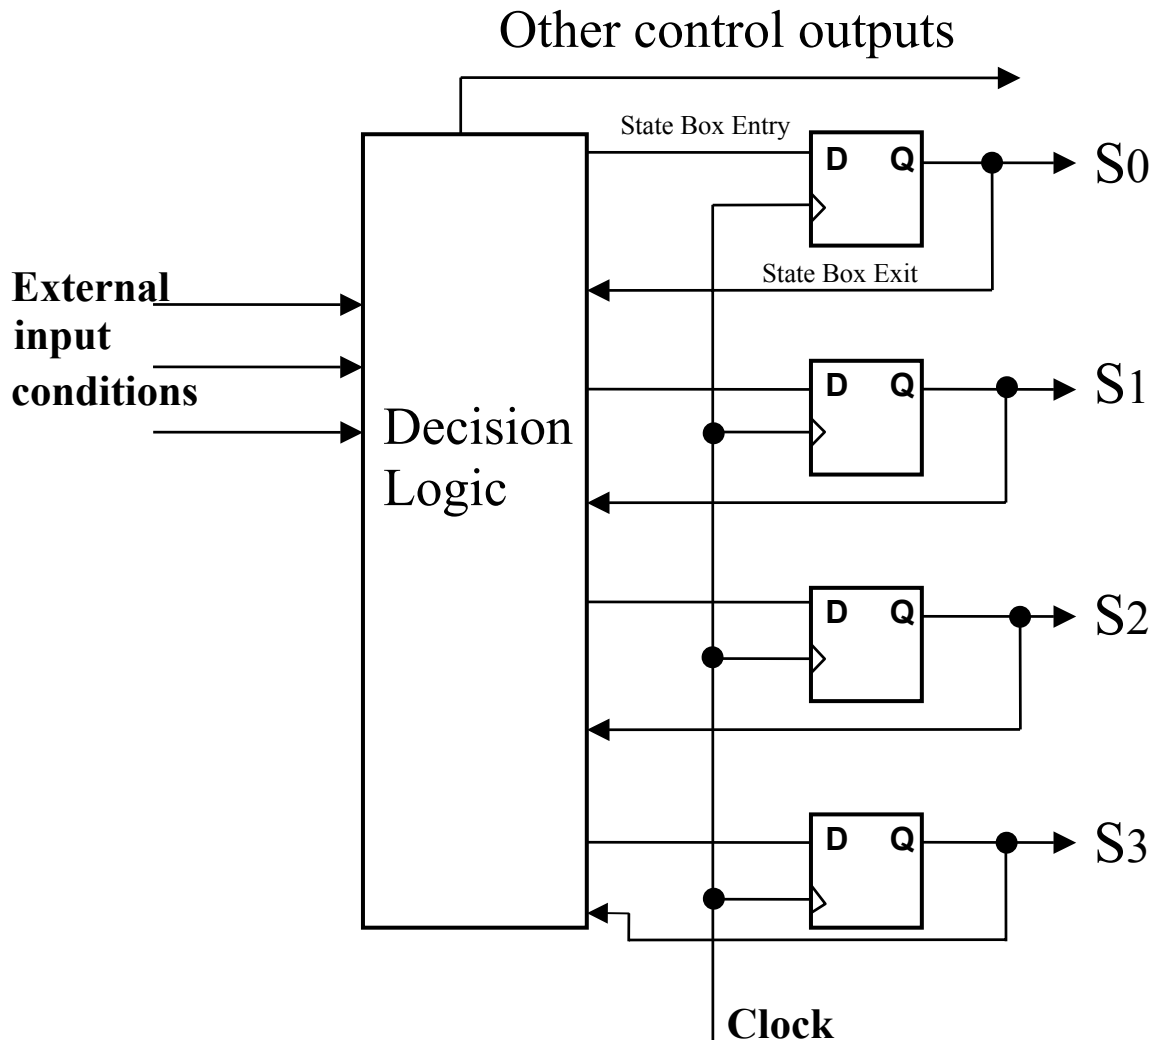 Other control outputs
State Box Entry
D Q
S0
State Box Exit
External
input
conditions
D Q
S1
Decision
Logic
D Q
S2
D Q
S3
Clock